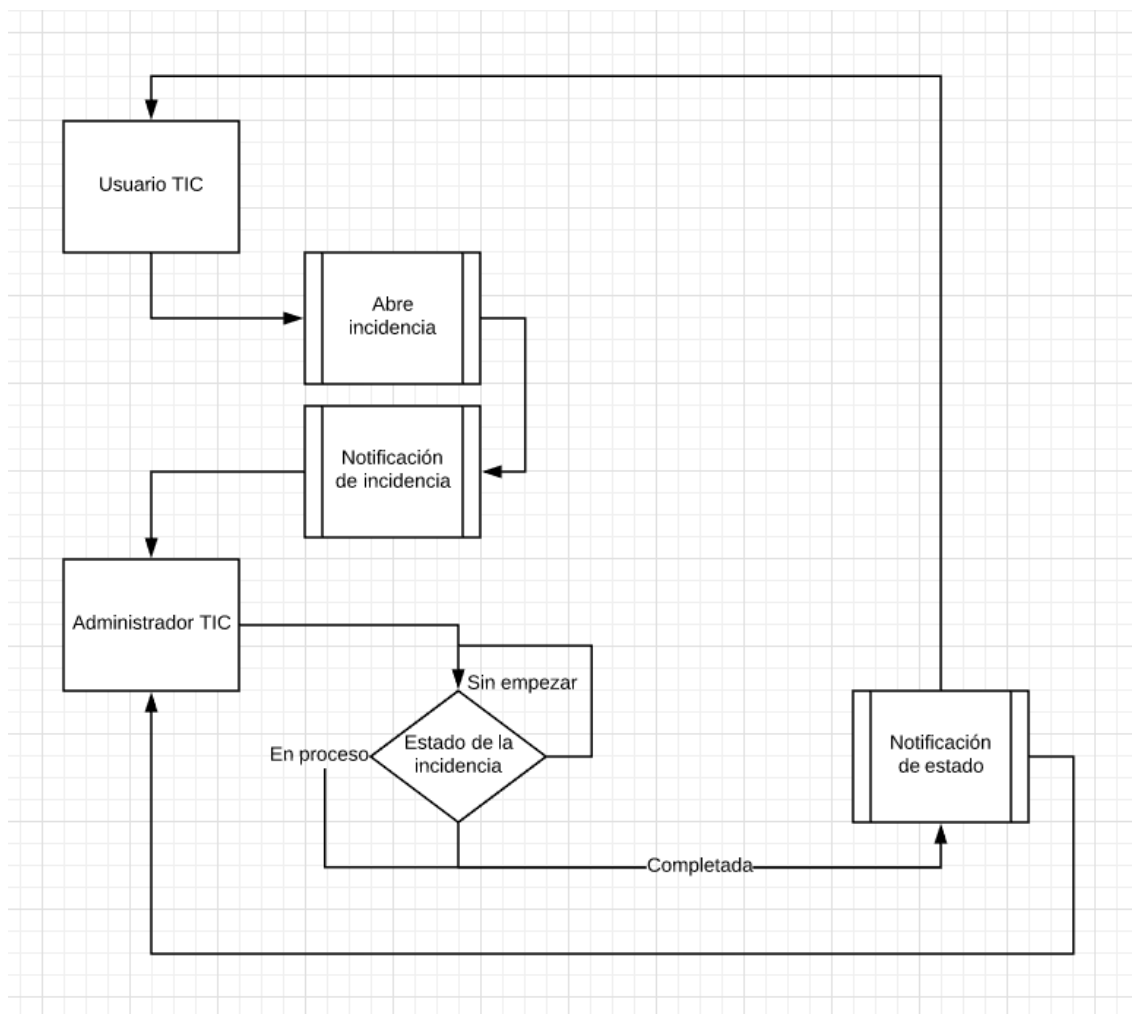 Usuario TIC
Abre
incidencia
Notificación
de incidencia
Administrador TIC
Sin empezar
En proceso
Estado de la
incidencia
Notificación
de estado
Completada